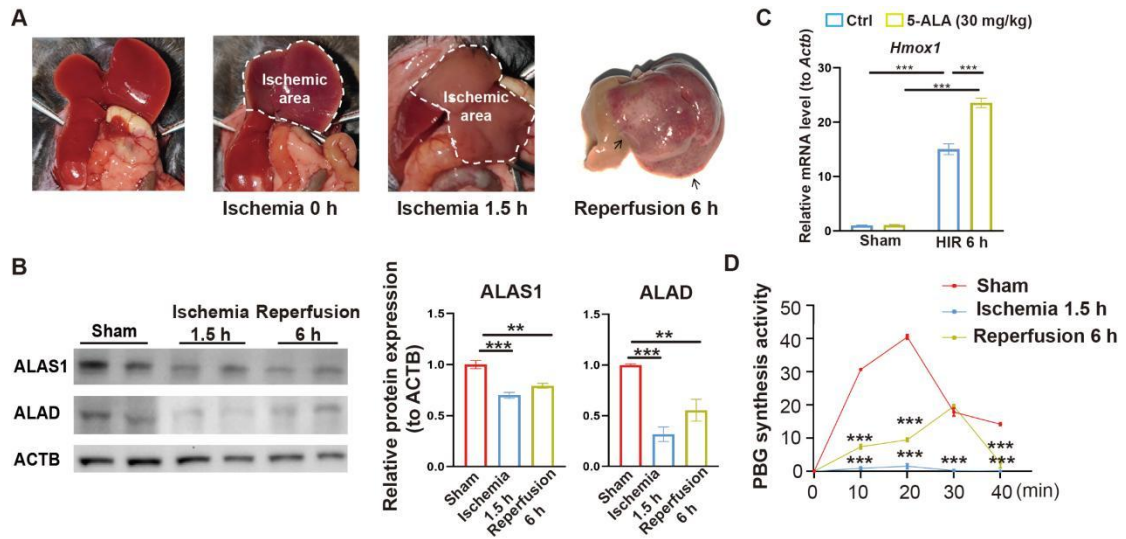 A
Ischemic
area
Ischemic
area
Ischemia 0 h
Ischemia 1.5 h
Reperfusion 6 h
B
Sham
Ischemia
1.5 h
Reperfusion
6 h
ALAS1
ALAD
ACTB
Relative protein expression
(to ACTB)
ALAS1
1.5
1.0
0.5
0.0
**
***
Sham
Ischemia
1.5 h
Reperfusion
6 h
ALAD
1.5
1.0
0.5
0.0
**
***
Sham
Ischemia
1.5 h
Reperfusion
6 h
C
Ctrl
5-ALA (30 mg/kg)
Hmox1
Relative mRNA level (to Actb)
30
20
10
0
*** ***
***
Sham
HIR 6 h
D
Sham
Ischemia 1.5 h
Reperfusion 6 h
PBG synthesis activity
50
40
30
20
10
0
*** *** ***
*** *** *** ***
0 10 20 30 40 (min)